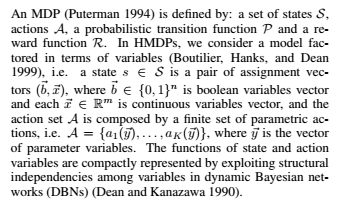 An MDP (Puterman 1994) is defined by: a set of states 𝒮,
actions 𝒜, a probabilistic transition function 𝒫 and a re-
ward function ℛ. In HMDPs, we consider a model fac-
tored in terms of variables (Boutilier, Hanks, and Dean
1999), i.e. a state s ∈ 𝒮 is a pair of assignment vec-
tors (b⃗, x⃗), where b⃗ ∈ {0, 1}ⁿ is boolean variables vector
and each x⃗ ∈ ℝᵐ is continuous variables vector, and the
action set 𝒜 is composed by a finite set of parametric ac-
tions, i.e. 𝒜 = {a₁(y⃗), . . . , a_K(y⃗)}, where y⃗ is the vector
of parameter variables. The functions of state and action
variables are compactly represented by exploiting structural
independencies among variables in dynamic Bayesian net-
works (DBNs) (Dean and Kanazawa 1990).